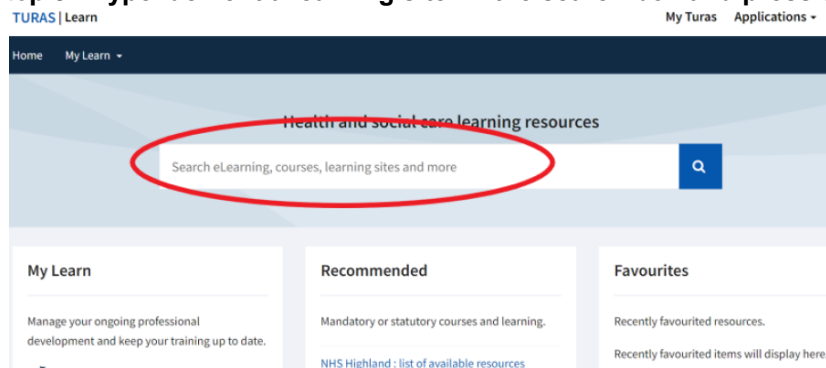 TURAS | Learn
My Turas Applications
Home My Learn
Health and social care learning resources
Search eLearning, courses, learning sites and more
My Learn
Manage your ongoing professional
development and keep your training up to date.
Recommended
Mandatory or statutory courses and learning.
NHS Highland : list of available resources
Favourites
Recently favourited resources.
Recently favourited items will display here